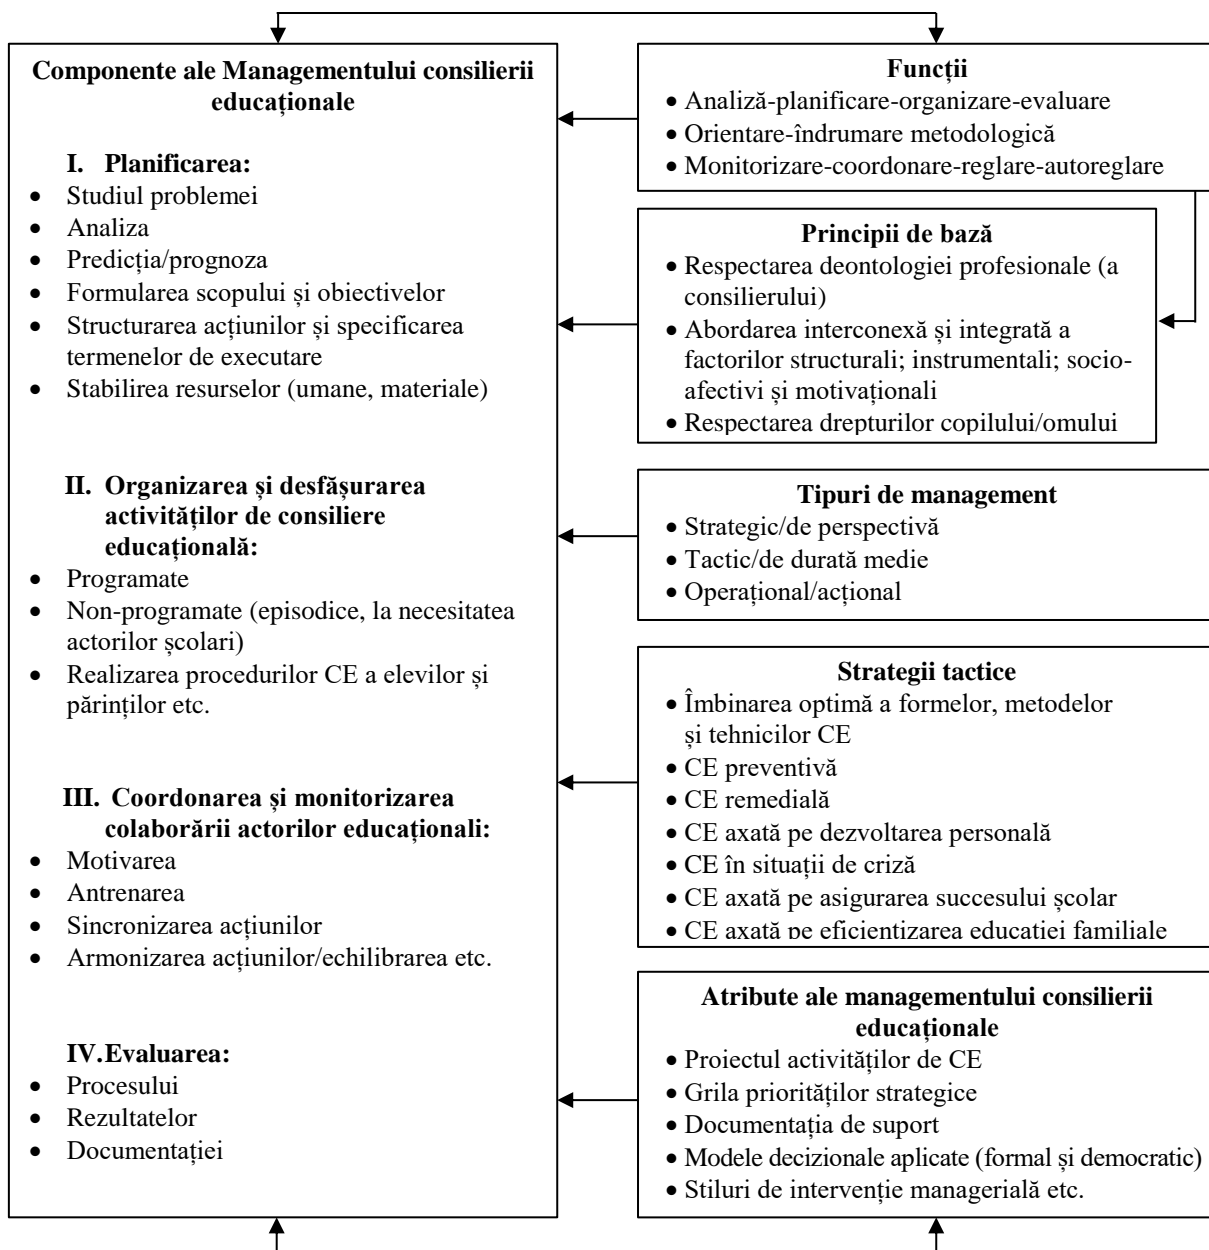 Componente ale Managementului consilierii
educaționale
I. Planificarea:
• Studiul problemei
• Analiza
• Predicția/prognoza
• Formularea scopului și obiectivelor
• Structurarea acțiunilor și specificarea
termenelor de executare
• Stabilirea resurselor (umane, materiale)
II. Organizarea și desfășurarea
activităților de consiliere
educațională:
• Programate
• Non-programate (episodice, la necesitatea
actorilor școlari)
• Realizarea procedurilor CE a elevilor și
părinților etc.
III. Coordonarea și monitorizarea
colaborării actorilor educaționali:
• Motivarea
• Antrenarea
• Sincronizarea acțiunilor
• Armonizarea acțiunilor/echilibrarea etc.
IV. Evaluarea:
• Procesului
• Rezultatelor
• Documentației
Funcții
• Analiză-planificare-organizare-evaluare
• Orientare-îndrumare metodologică
• Monitorizare-coordonare-reglare-autoreglare
Principii de bază
• Respectarea deontologiei profesionale (a
consilierului)
• Abordarea interconexă și integrată a
factorilor structurali; instrumentali; socio-
afectivi și motivaționali
• Respectarea drepturilor copilului/omului
Tipuri de management
• Strategic/de perspectivă
• Tactic/de durată medie
• Operațional/acțional
Strategii tactice
• Îmbinarea optimă a formelor, metodelor
și tehnicilor CE
• CE preventivă
• CE remedială
• CE axată pe dezvoltarea personală
• CE în situații de criză
• CE axată pe asigurarea succesului școlar
• CE axată pe eficientizarea educației familiale
Atribute ale managementului consilierii
educaționale
• Proiectul activităților de CE
• Grila priorităților strategice
• Documentația de suport
• Modele decizionale aplicate (formal și democratic)
• Stiluri de intervenție managerială etc.